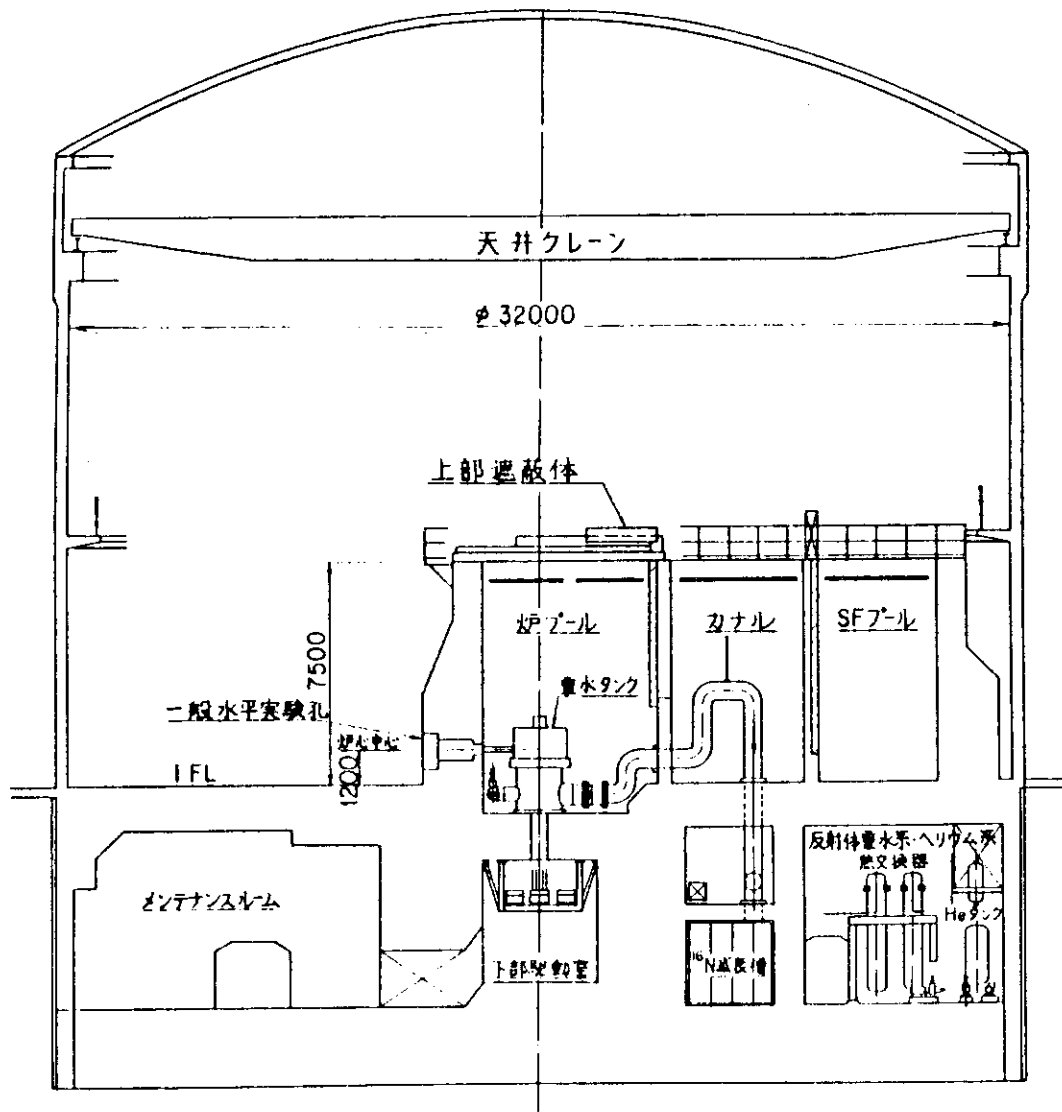 天井クレーン
φ32000
上部遮蔽体
炉プール
カナル
SFプール
7500
重水タンク
一般水平実験孔
炉心中心
1FL
1200
反射体重水系・ヘリウム系
熱交換器
メンテナンスルーム
Heタンク
下部駆動室
¹⁶N減衰槽